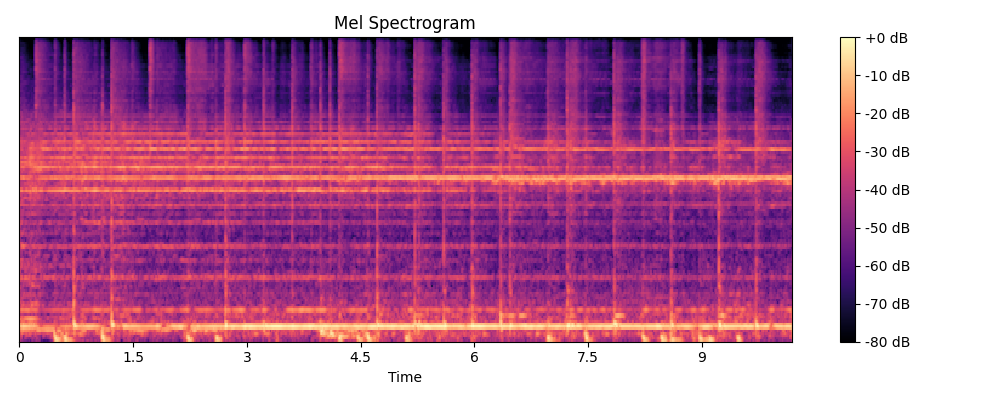 Mel Spectrogram
+0 dB
-10 dB
-20 dB
-30 dB
-40 dB
-50 dB
-60 dB
-70 dB
-80 dB
0 1.5 3 4.5 6 7.5 9
Time